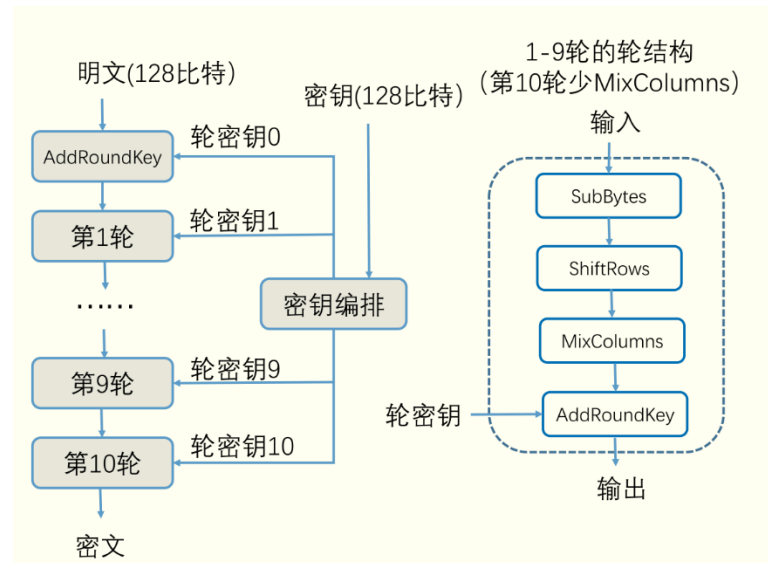 明文(128比特)
AddRoundKey
第1轮
……
第9轮
第10轮
密文
密钥(128比特)
轮密钥0
轮密钥1
密钥编排
轮密钥9
轮密钥10
1-9轮的轮结构
（第10轮少MixColumns）
输入
SubBytes
ShiftRows
MixColumns
轮密钥
AddRoundKey
输出